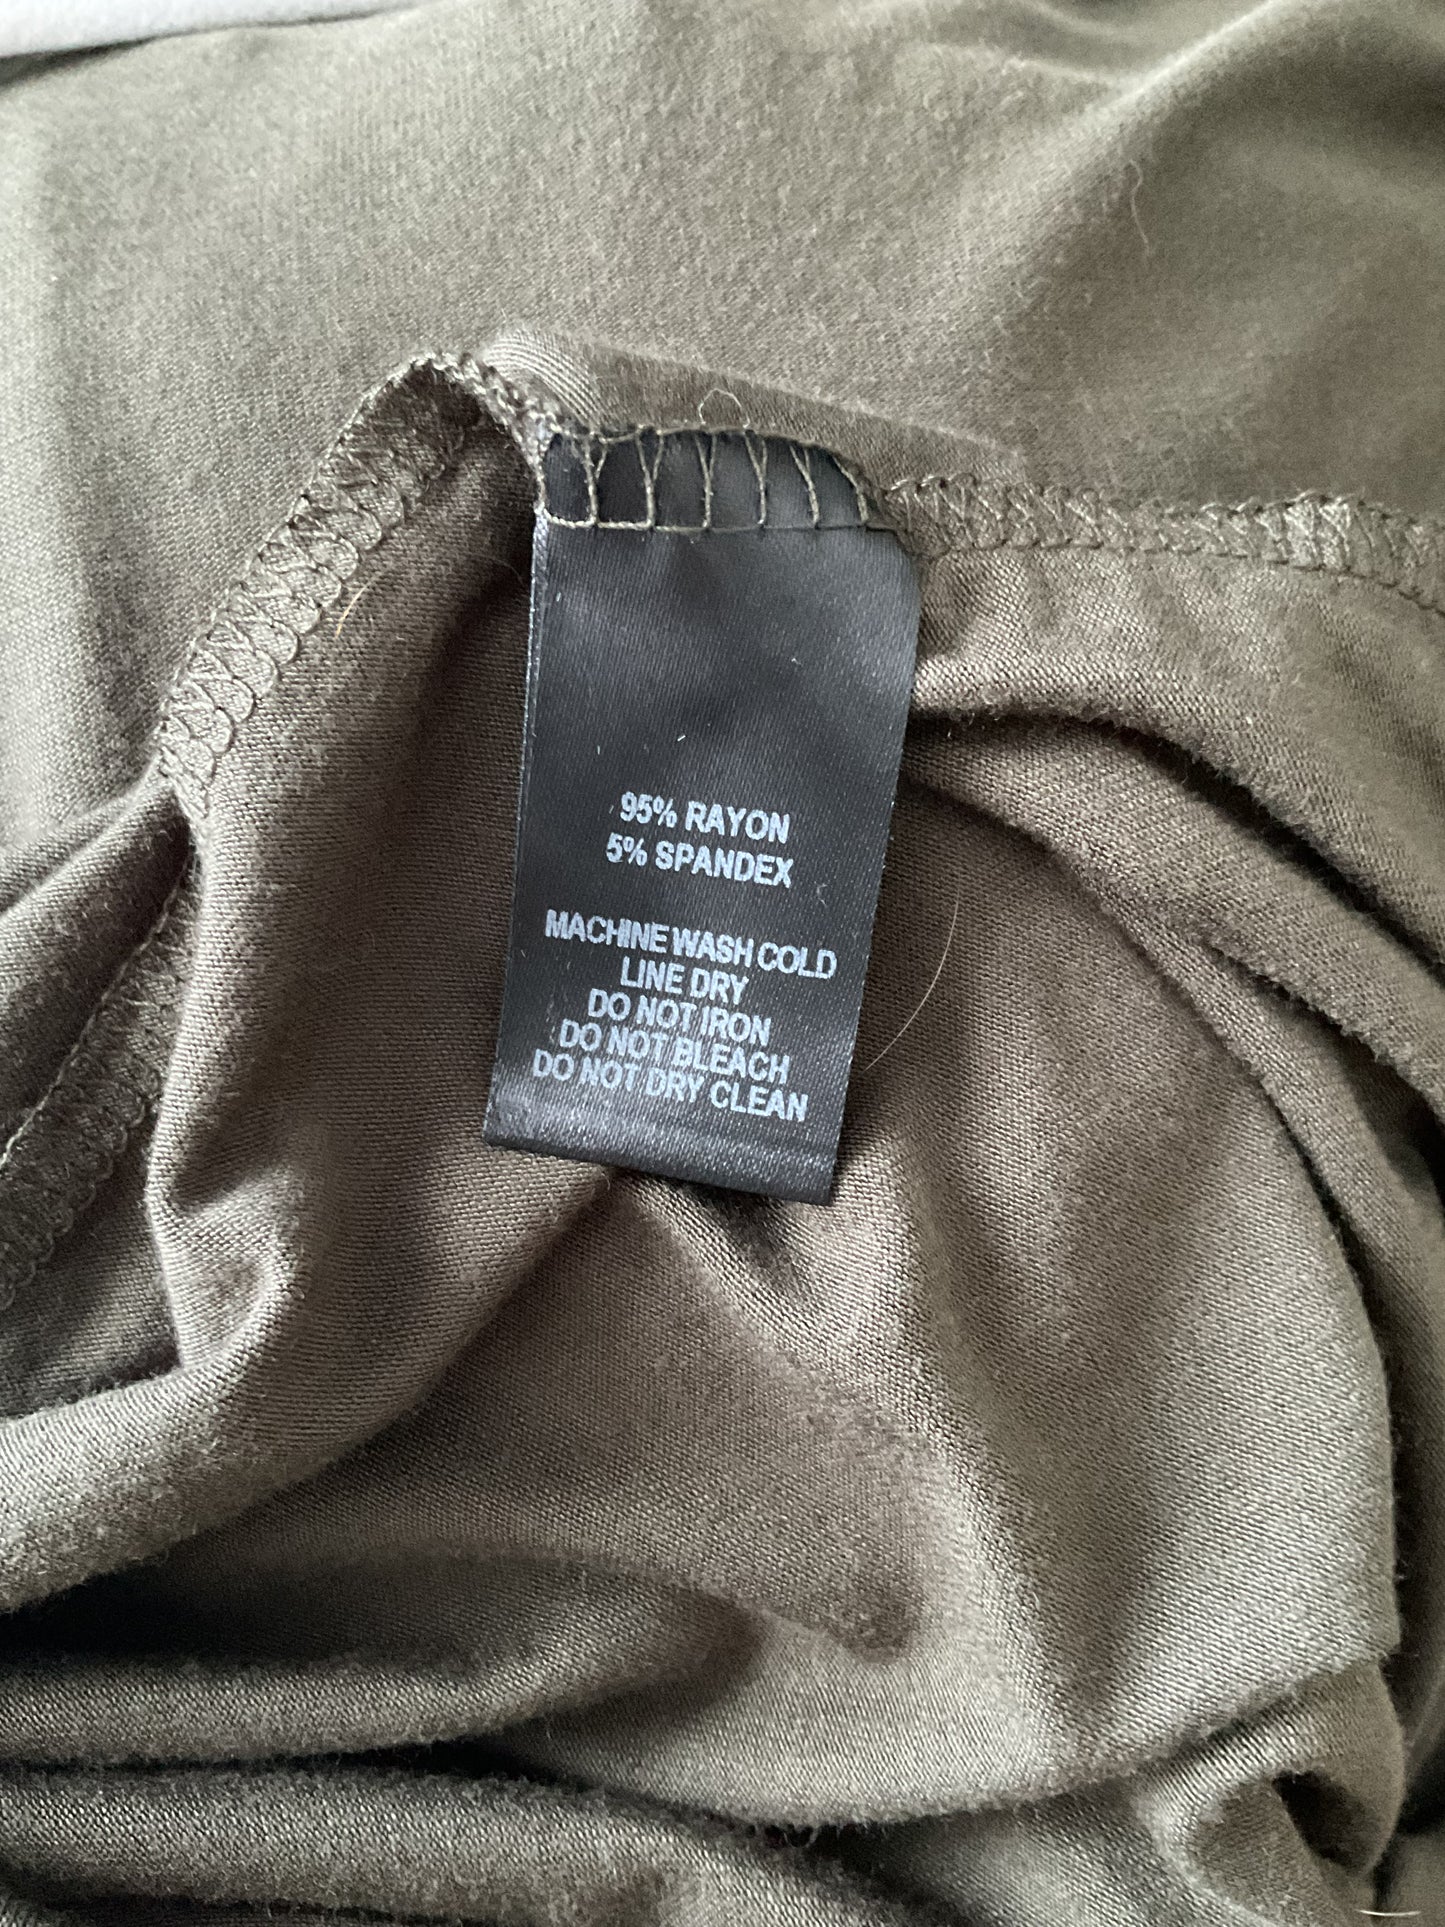 95% RAYON
5% SPANDEX
MACHINE WASH COLD
LINE DRY
DO NOT IRON
DO NOT BLEACH
DO NOT DRY CLEAN